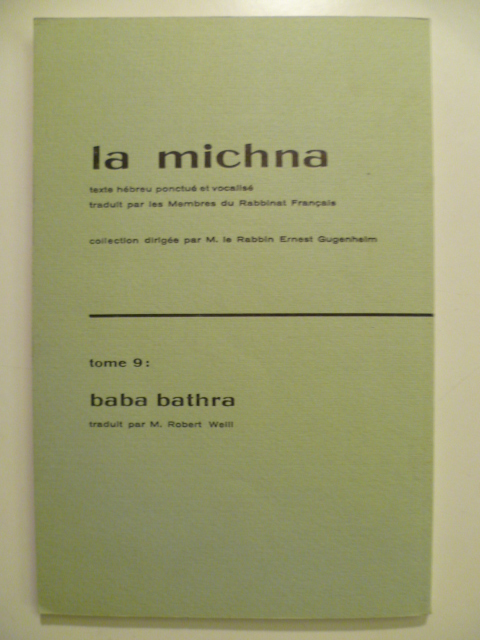 la michna
texte hébreu ponctué et vocalisé
traduit par les Membres du Rabbinat Français
collection dirigée par M. le Rabbin Ernest Gugenheim
tome 9:
baba bathra
traduit par M. Robert Weill